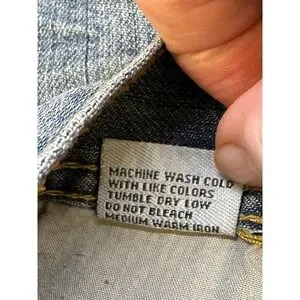 MACHINE WASH COLD
WITH LIKE COLORS
TUMBLE DRY LOW
DO NOT BLEACH
MEDIUM WARM IRON